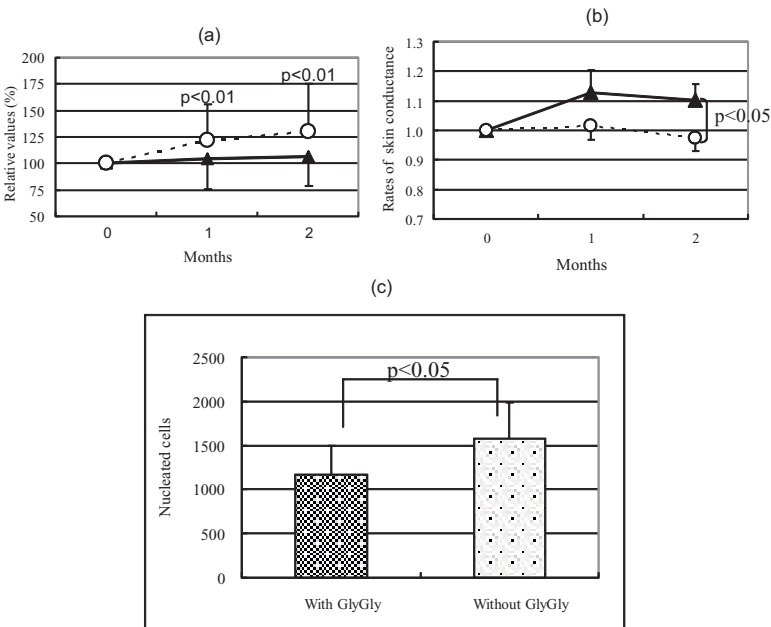 (a)
200
175
150
125
100
75
50
Relative values (%)
p<0.01
p<0.01
0 1 2
Months
(b)
1.3
1.2
1.1
1.0
0.9
0.8
0.7
Rates of skin conductance
p<0.05
0 1 2
Months
(c)
2500
2000
1500
1000
500
0
Nucleated cells
p<0.05
With GlyGly Without GlyGly